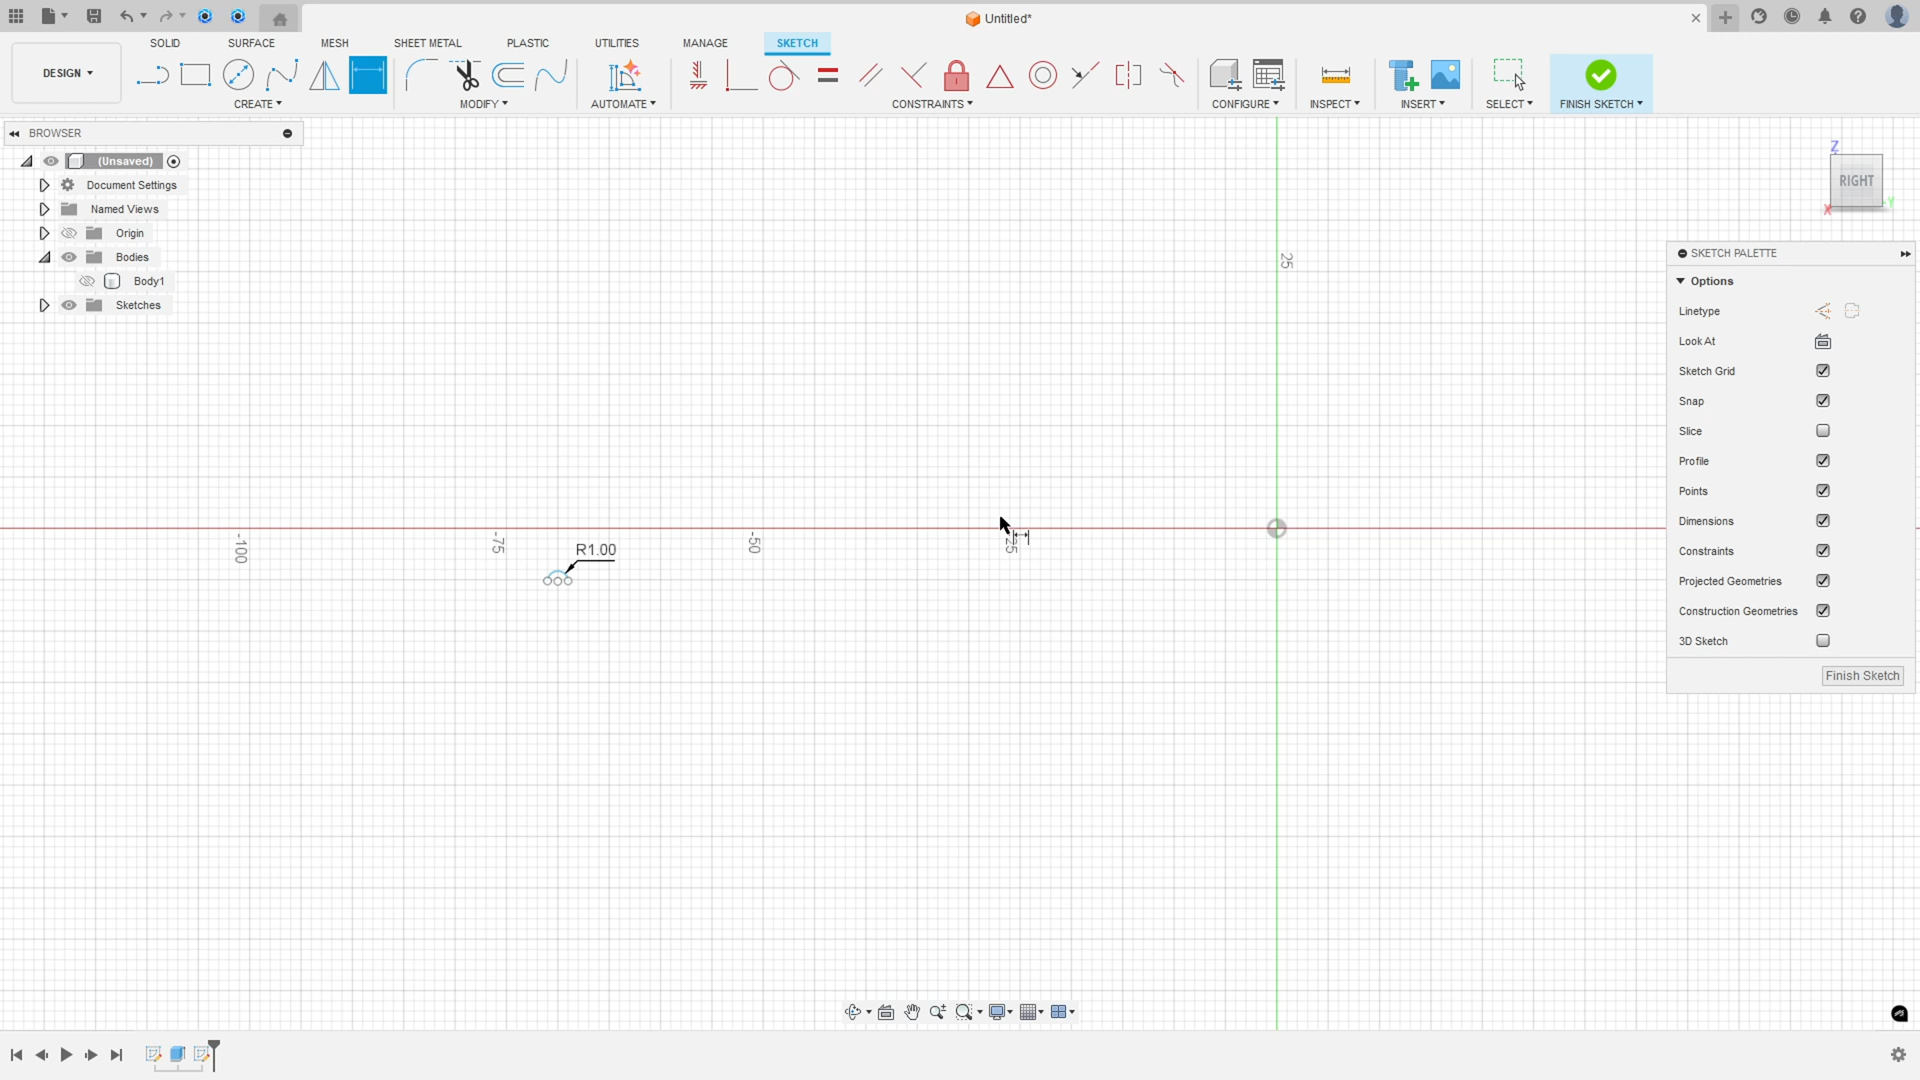 Untitled*
SOLID SURFACE MESH SHEET METAL PLASTIC UTILITIES MANAGE SKETCH
DESIGN
CREATE MODIFY AUTOMATE CONSTRAINTS CONFIGURE INSPECT INSERT SELECT FINISH SKETCH
BROWSER
(Unsaved)
Document Settings
Named Views
Origin
Bodies
Body1
Sketches
Z
RIGHT
X
Y
25
-100
-75
-50
25
R1.00
SKETCH PALETTE
Options
Linetype
Look At
Sketch Grid
Snap
Slice
Profile
Points
Dimensions
Constraints
Projected Geometries
Construction Geometries
3D Sketch
Finish Sketch